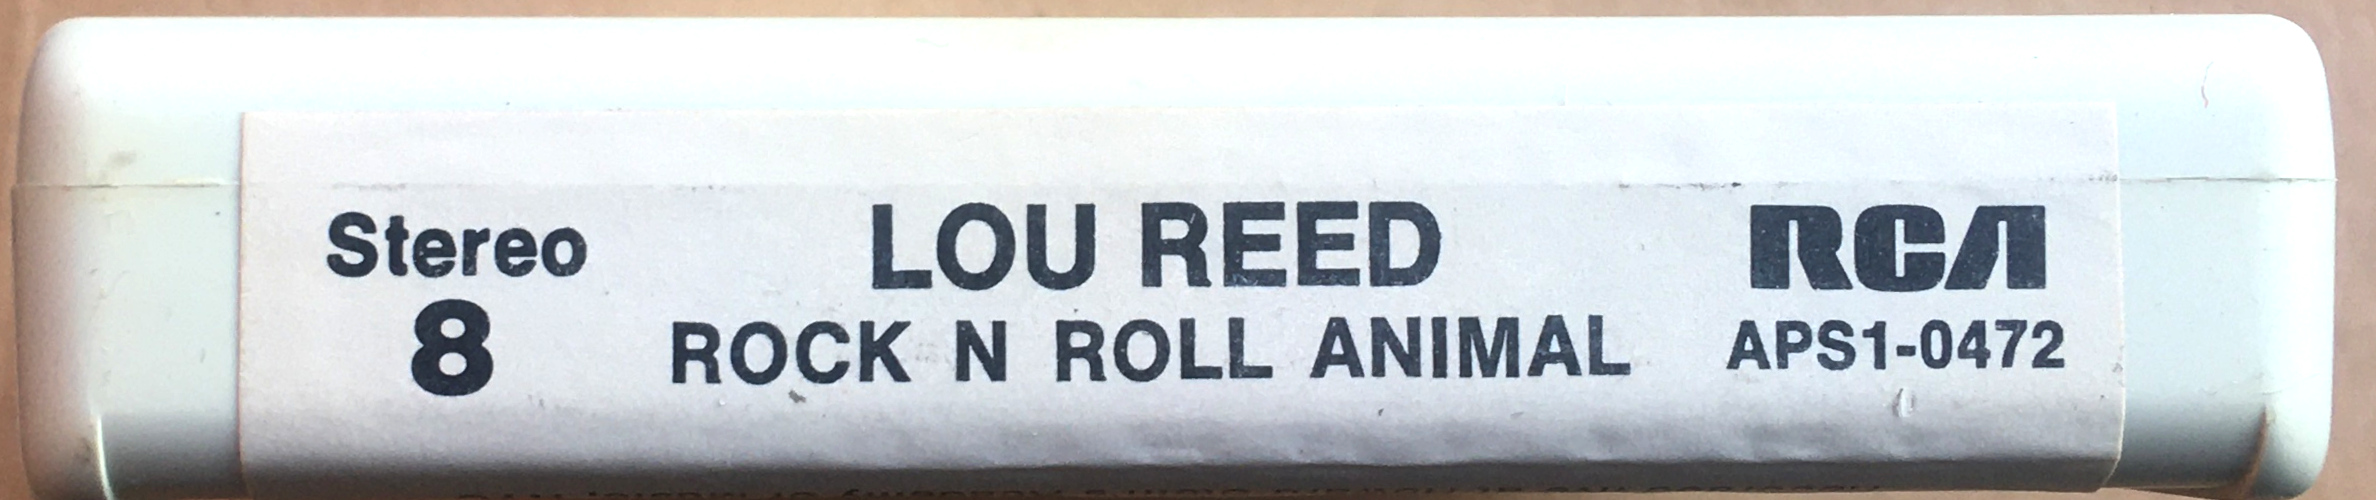 Stereo
8
LOU REED
ROCK N ROLL ANIMAL
RCA
APS1-0472